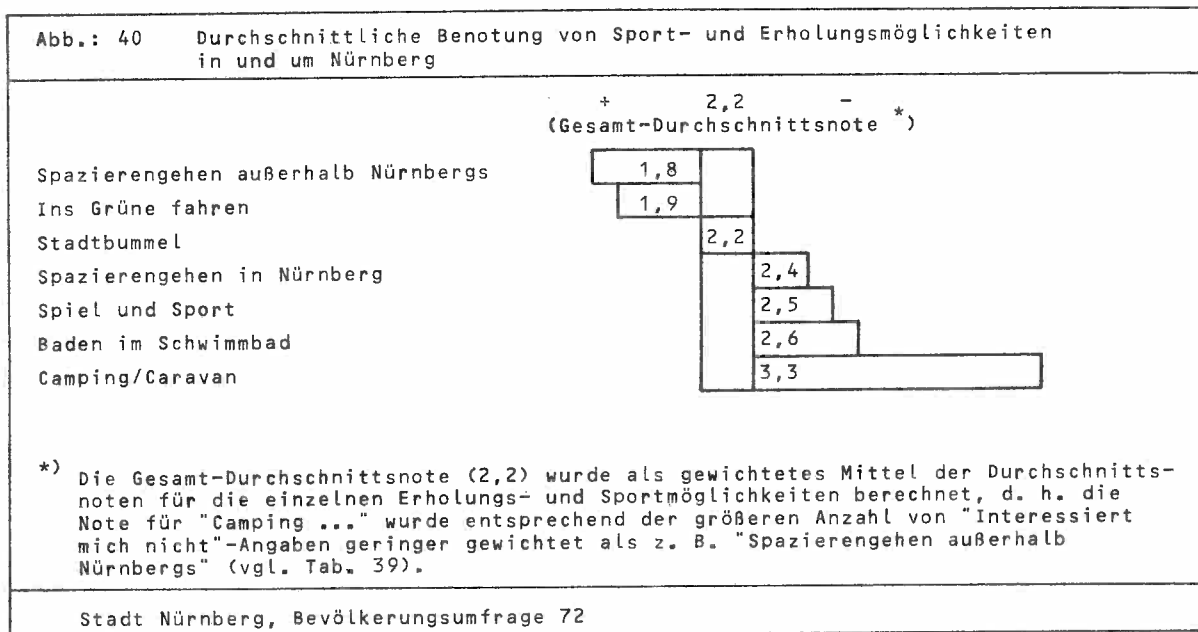 Abb.: 40 Durchschnittliche Benotung von Sport- und Erholungsmöglichkeiten
in und um Nürnberg
+ 2,2 -
(Gesamt-Durchschnittsnote *)
Spazierengehen außerhalb Nürnbergs 1,8
Ins Grüne fahren 1,9
Stadtbummel 2,2
Spazierengehen in Nürnberg 2,4
Spiel und Sport 2,5
Baden im Schwimmbad 2,6
Camping/Caravan 3,3
*) Die Gesamt-Durchschnittsnote (2,2) wurde als gewichtetes Mittel der Durchschnitts-
noten für die einzelnen Erholungs- und Sportmöglichkeiten berechnet, d. h. die
Note für "Camping ..." wurde entsprechend der größeren Anzahl von "Interessiert
mich nicht"-Angaben geringer gewichtet als z. B. "Spazierengehen außerhalb
Nürnbergs" (vgl. Tab. 39).
Stadt Nürnberg, Bevölkerungsumfrage 72